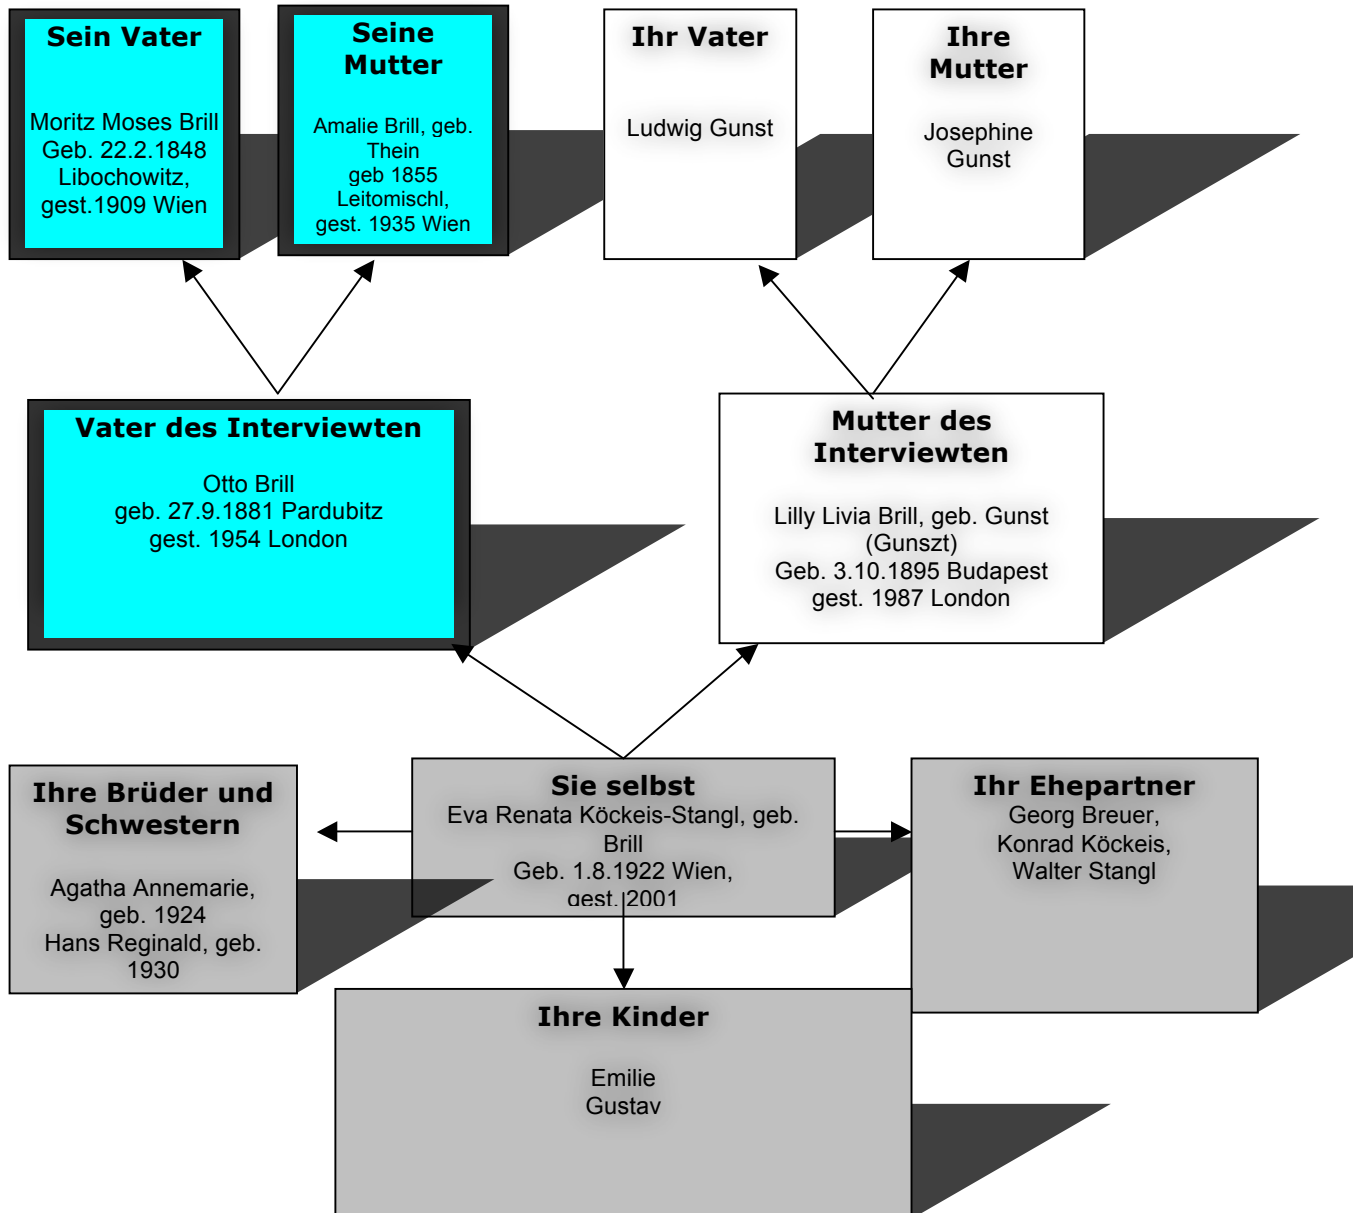 Sein Vater
Moritz Moses Brill
Geb. 22.2.1848
Libochowitz,
gest.1909 Wien
Seine
Mutter
Amalie Brill, geb.
Thein
geb 1855
Leitomischl,
gest. 1935 Wien
Ihr Vater
Ludwig Gunst
Ihre
Mutter
Josephine
Gunst
Vater des Interviewten
Otto Brill
geb. 27.9.1881 Pardubitz
gest. 1954 London
Mutter des
Interviewten
Lilly Livia Brill, geb. Gunst
(Gunszt)
Geb. 3.10.1895 Budapest
gest. 1987 London
Ihre Brüder und
Schwestern
Agatha Annemarie,
geb. 1924
Hans Reginald, geb.
1930
Sie selbst
Eva Renata Köckeis-Stangl, geb.
Brill
Geb. 1.8.1922 Wien,
gest. 2001
Ihr Ehepartner
Georg Breuer,
Konrad Köckeis,
Walter Stangl
Ihre Kinder
Emilie
Gustav